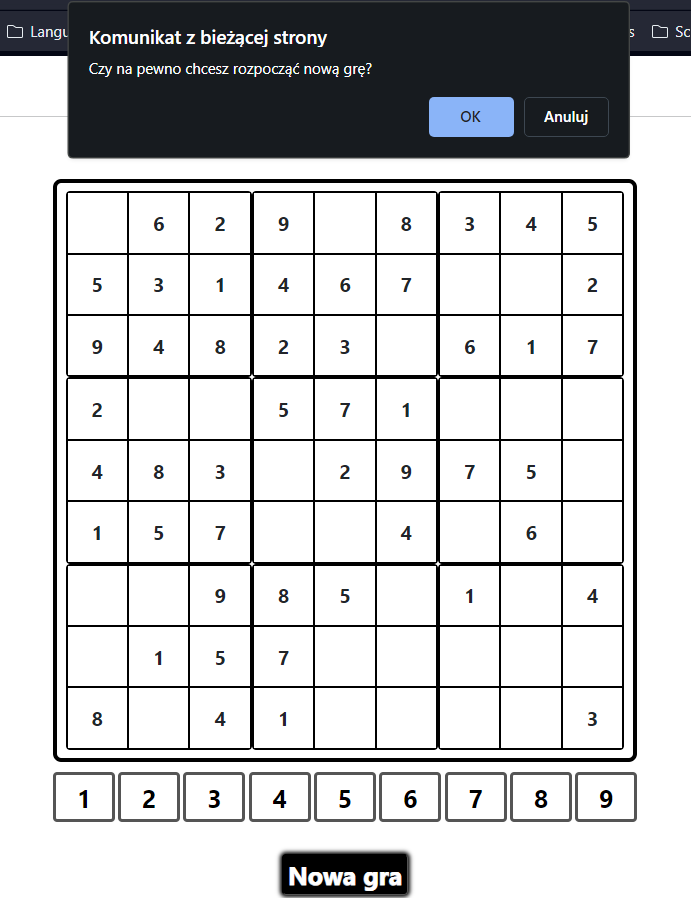 Langu
s
Sc
Komunikat z bieżącej strony
Czy na pewno chcesz rozpocząć nową grę?
OK Anuluj
6 2 9 8 3 4 5
5 3 1 4 6 7 2
9 4 8 2 3 6 1 7
2 5 7 1
4 8 3 2 9 7 5
1 5 7 4 6
9 8 5 1 4
1 5 7
8 4 1 3
1 2 3 4 5 6 7 8 9
Nowa gra